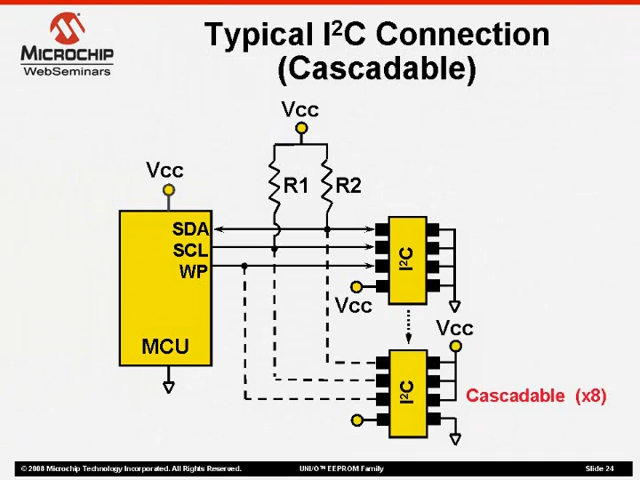 MICROCHIP
WebSeminars
Typical I²C Connection
(Cascadable)
Vcc
Vcc
R1
R2
SDA
SCL
WP
MCU
I²C
Vcc
Vcc
I²C
Cascadable (x8)
© 2008 Microchip Technology Incorporated. All Rights Reserved.
UNI/O™ EEPROM Family
Slide 24